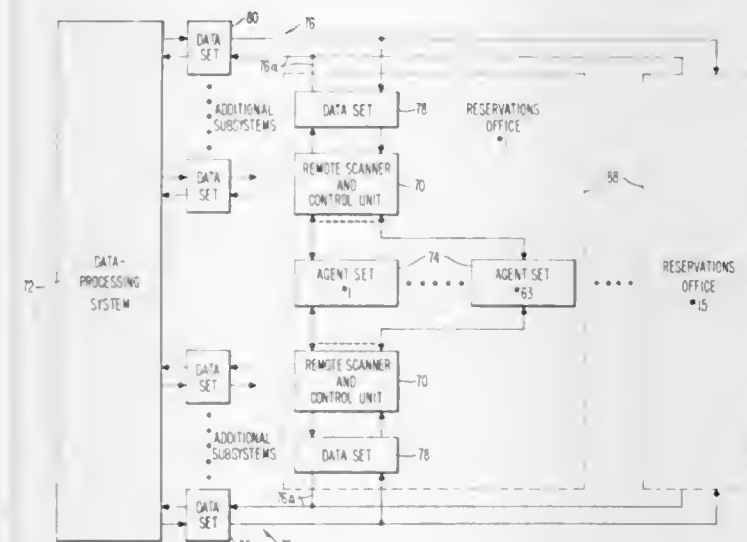 80
76
DATA
SET
76a
ADDITIONAL
SUBSYSTEMS
DATA SET
78
RESERVATIONS
OFFICE
DATA
SET
REMOTE SCANNER
AND
CONTROL UNIT
70
88
72
DATA-
PROCESSING
SYSTEM
AGENT SET
#1
74
AGENT SET
#63
RESERVATIONS
OFFICE
#15
DATA
SET
REMOTE SCANNER
AND
CONTROL UNIT
70
ADDITIONAL
SUBSYSTEMS
DATA SET
78
76a
DATA
SET